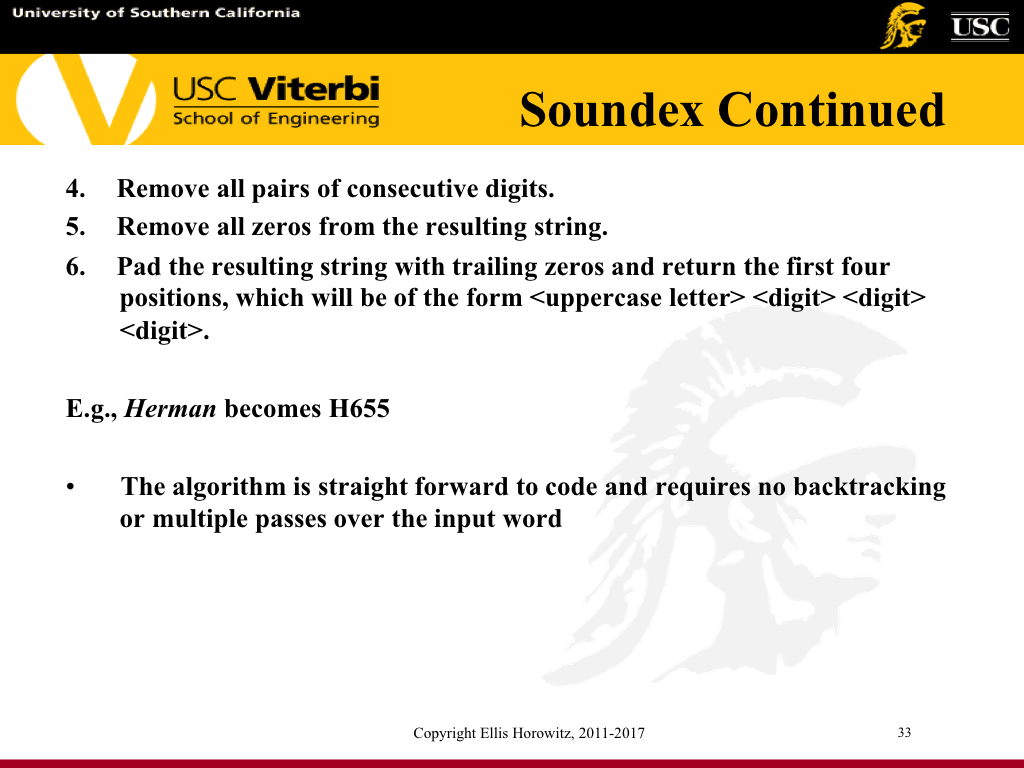 University of Southern California
USC
USC Viterbi
School of Engineering
Soundex Continued
4. Remove all pairs of consecutive digits.
5. Remove all zeros from the resulting string.
6. Pad the resulting string with trailing zeros and return the first four
positions, which will be of the form <uppercase letter> <digit> <digit>
<digit>.
E.g., Herman becomes H655
• The algorithm is straight forward to code and requires no backtracking
or multiple passes over the input word
Copyright Ellis Horowitz, 2011-2017
33